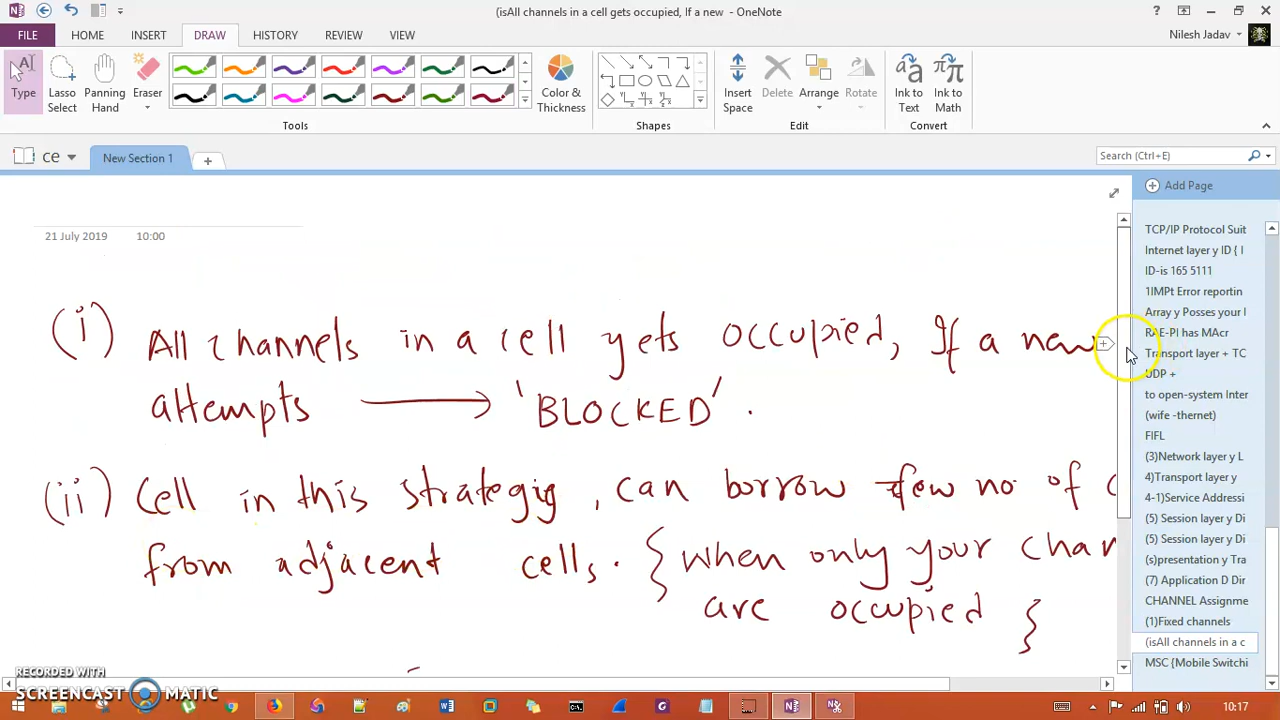 (isAll channels in a cell gets occupied, If a new - OneNote
FILE HOME INSERT DRAW HISTORY REVIEW VIEW Nilesh Jadav
Type Lasso Select Panning Hand Eraser Color & Thickness Insert Space Delete Arrange Rotate Ink to Text Ink to Math
Tools Shapes Edit Convert
ce New Section 1 Search (Ctrl+E)
Add Page
21 July 2019 10:00
(i) All channels in a cell gets occupied, If a new
attempts 'BLOCKED'.
(ii) Cell in this , can borrow few no of
from adjacent cells. { when only your chan
are occupied }
TCP/IP Protocol Suit
Internet layer y ID { I
ID-is 165 5111
1IMPt Error reportin
Array y Posses your I
RAE-PI has MAcr
Transport layer + TC
UDP +
to open-system Inter
(wife -thernet)
FIFL
(3)Network layer y L
4)Transport layer y
4-1)Service Addressi
(5) Session layer y Di
(5) Session layer y Di
(s)presentation y Tra
(7) Application D Dir
CHANNEL Assignme
(1)Fixed channels
(isAll channels in a c
MSC {Mobile Switchi
RECORDED WITH
SCREENCAST MATIC
10:17